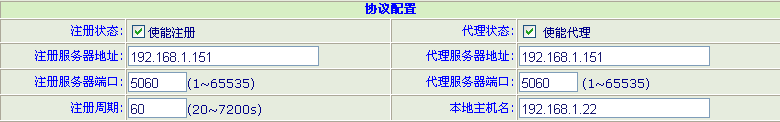 协议配置
注册状态: 使能注册 代理状态: 使能代理
注册服务器地址: 192.168.1.151 代理服务器地址: 192.168.1.151
注册服务器端口: 5060 (1~65535) 代理服务器端口: 5060 (1~65535)
注册周期: 60 (20~7200s) 本地主机名: 192.168.1.22